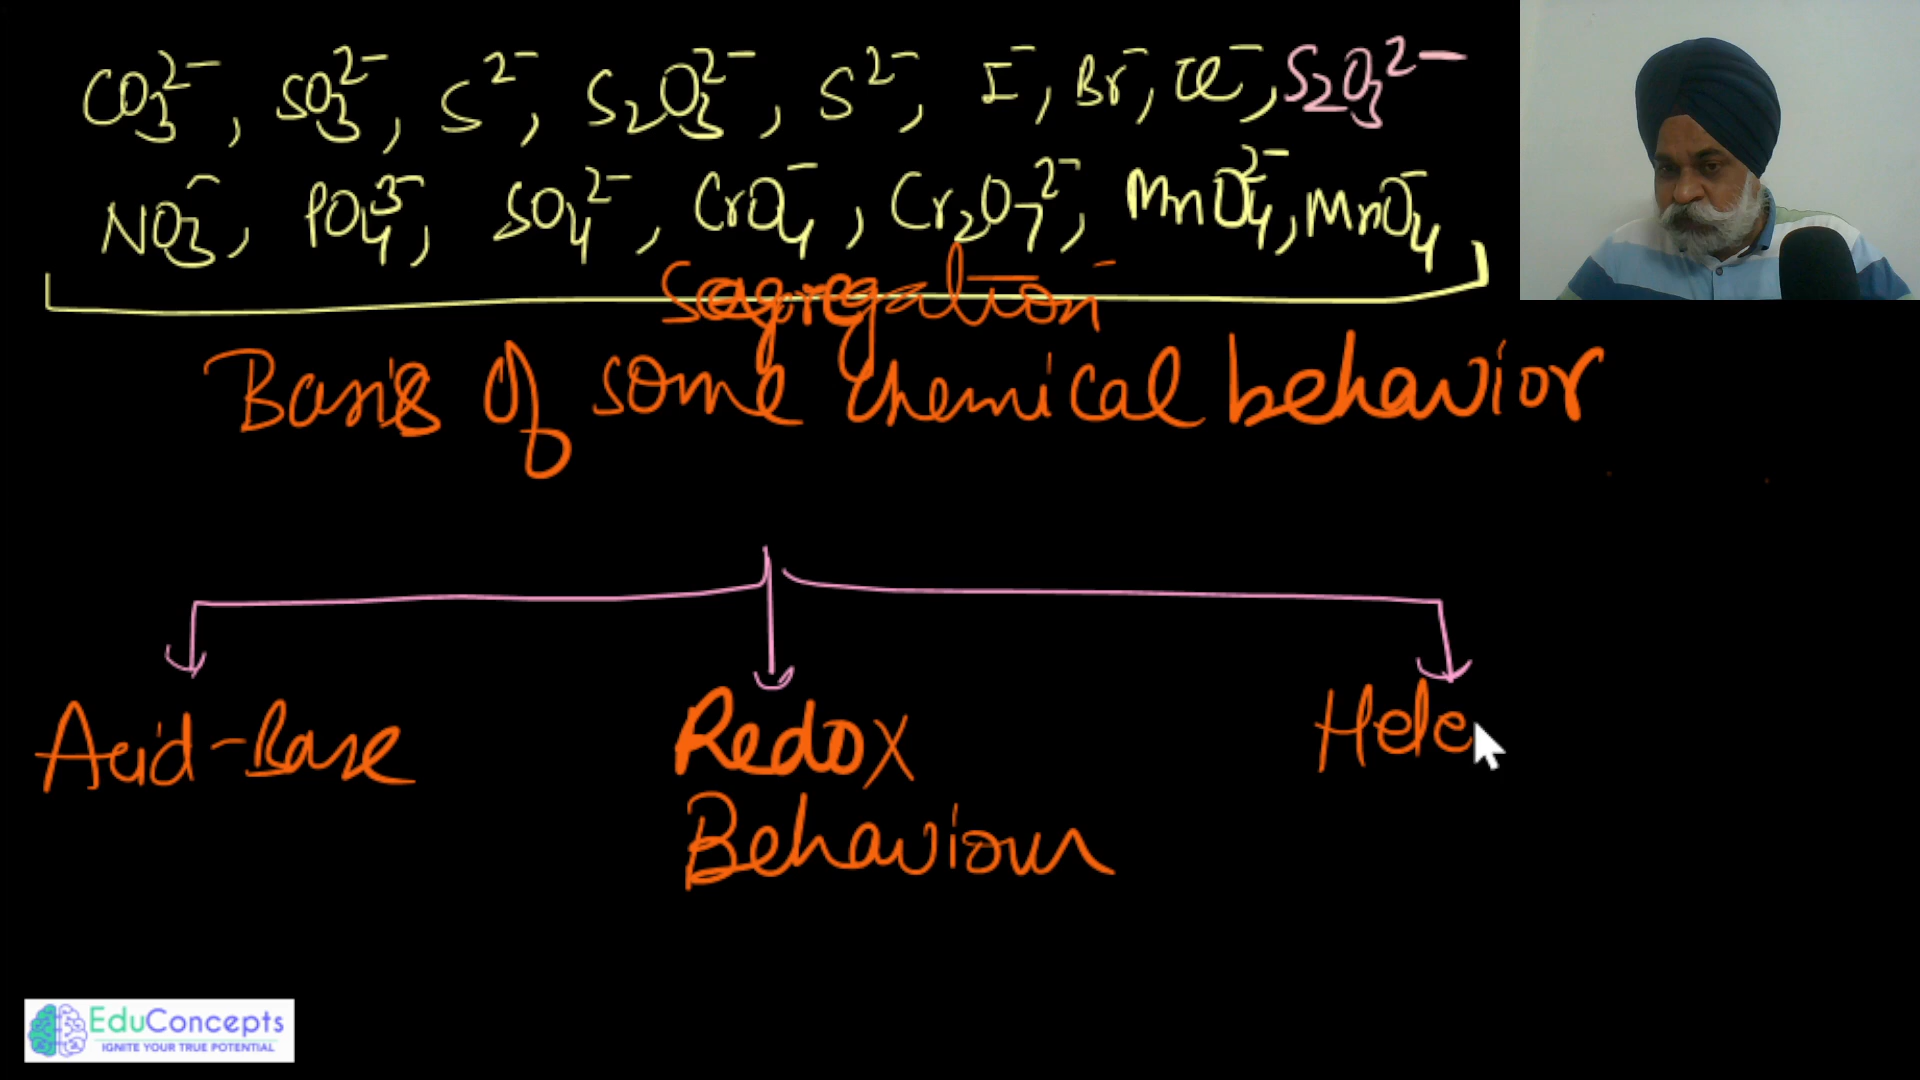 CO₃²⁻, SO₃²⁻, S²⁻, S₂O₃²⁻, S²⁻, I⁻, Br⁻, Cl⁻, S₂O₃²⁻
NO₃⁻, PO₄³⁻, SO₄²⁻, CrO₄⁻, Cr₂O₇²⁻, MnO₄²⁻, MnO₄⁻
Segregation
Basis of some chemical behavior
Acid-Base
Redox
Behaviour
Hele
EduConcepts
IGNITE YOUR TRUE POTENTIAL